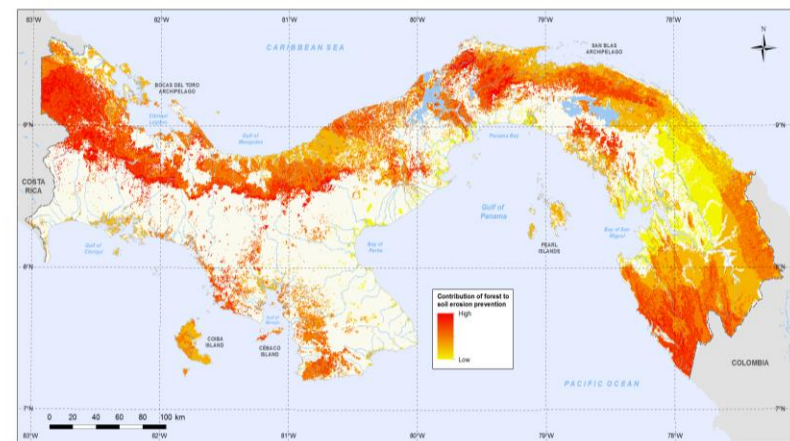 83°W
82°W
81°W
80°W
79°W
78°W
N
CARIBBEAN SEA
SAN BLAS
ARCHIPELAGO
BOCAS DEL TORO
ARCHIPELAGO
9°N
9°N
Gulf of
Mosquitos
Panama Bay
COSTA
RICA
Gulf of
Panama
Gulf of
Chiriqui
Bay of
Parita
PEARL
ISLANDS
Bay of San
Miguel
8°N
8°N
Contribution of forest to
soil erosion prevention
High
Low
COIBA
ISLAND
CÉBACO
ISLAND
COLOMBIA
PACIFIC OCEAN
7°N
7°N
0 20 40 60 80 100 km
83°W
82°W
81°W
80°W
79°W
78°W